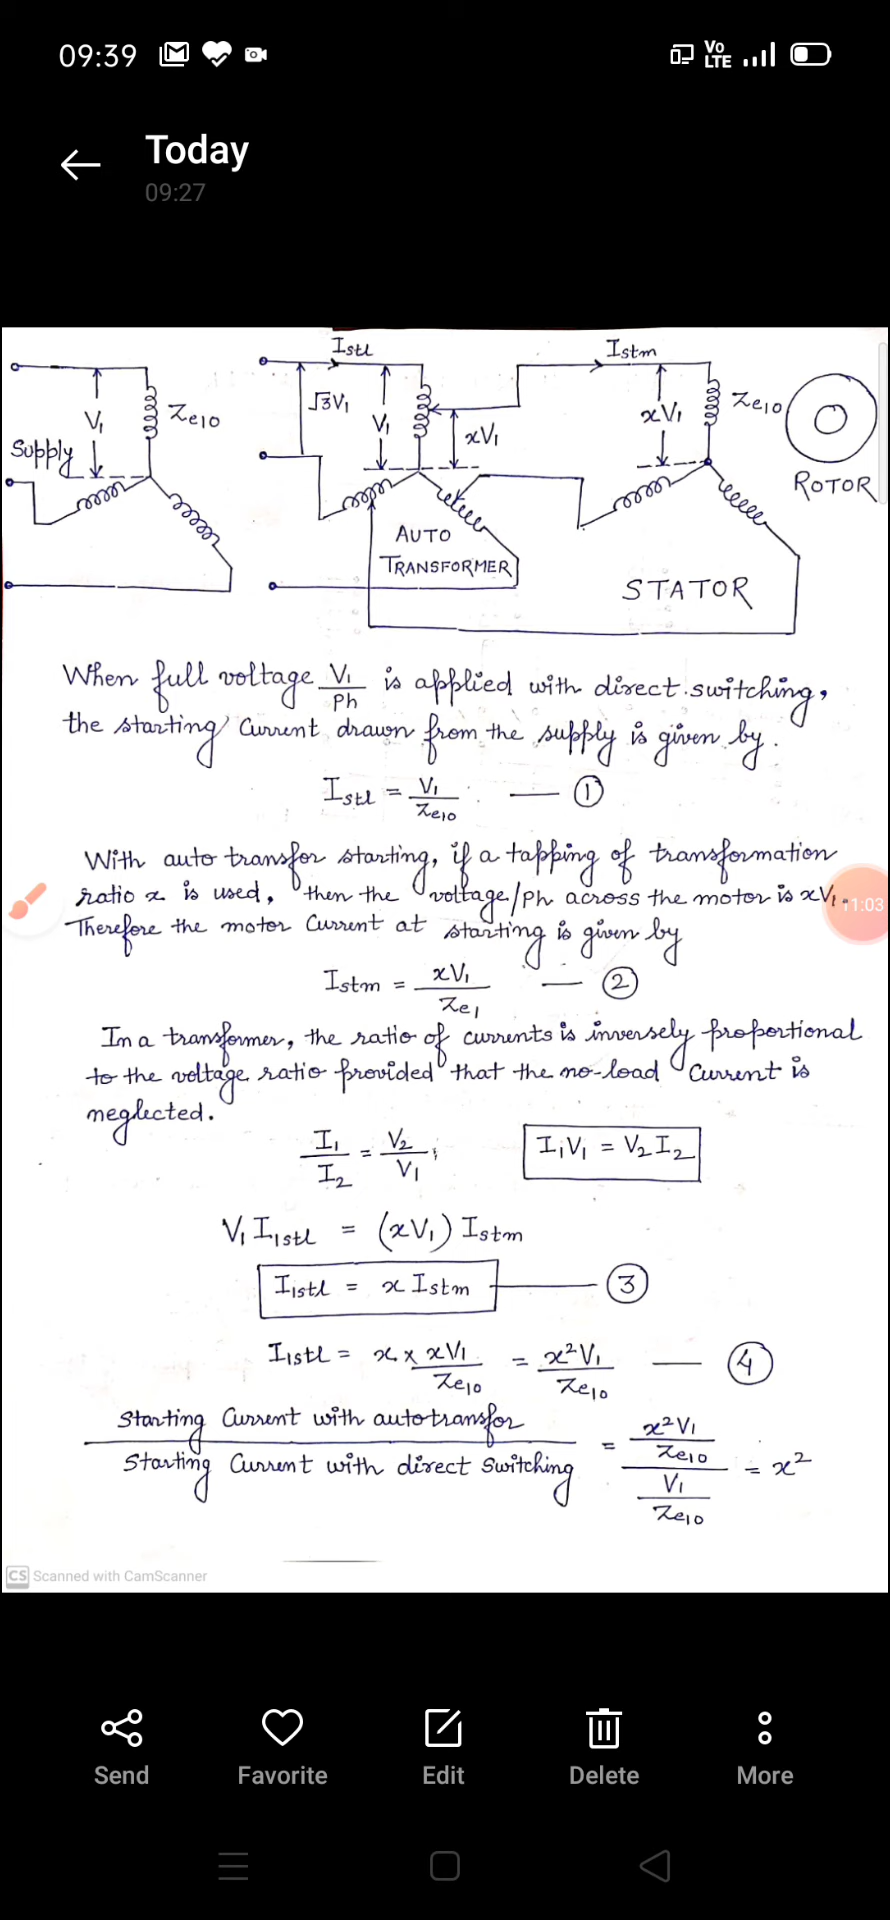 09:39
Vo
LTE
Today
09:27
Istl
Istm
V₁
Ze10
√3V₁
V₁
xV₁
xV₁
Ze10
Supply
ROTOR
AUTO
TRANSFORMER
STATOR
When full voltage V₁/Ph is applied with direct switching,
the starting current drawn from the supply is given by.
Istl = V₁/Ze10 — ①
With auto transfor starting, if a tapping of transformation
ratio x is used, then the voltage/Ph across the motor is xV₁.
11:03
Therefore the motor current at starting is given by
Istm = xV₁/Ze1 — ②
In a transformer, the ratio of currents is inversely proportional
to the voltage ratio provided that the no-load current is
neglected.
I₁/I₂ = V₂/V₁; I₁V₁ = V₂I₂
V₁I₁stl = (xV₁) Istm
I₁stl = x Istm — ③
I₁stl = x × xV₁/Ze10 = x²V₁/Ze10 — ④
Starting Current with autotransfor
Starting Current with direct Switching
= x²V₁/Ze10 / V₁/Ze10 = x²
CS Scanned with CamScanner
Send
Favorite
Edit
Delete
More